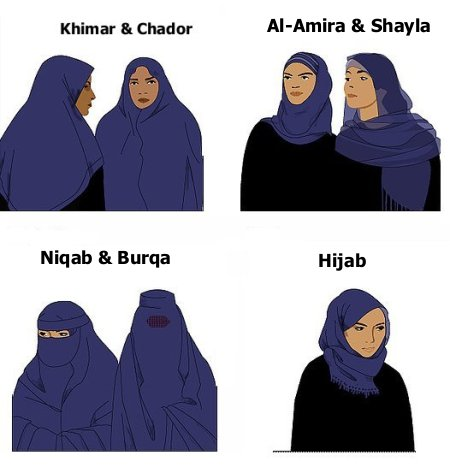 Khimar & Chador
Al-Amira & Shayla
Niqab & Burqa
Hijab